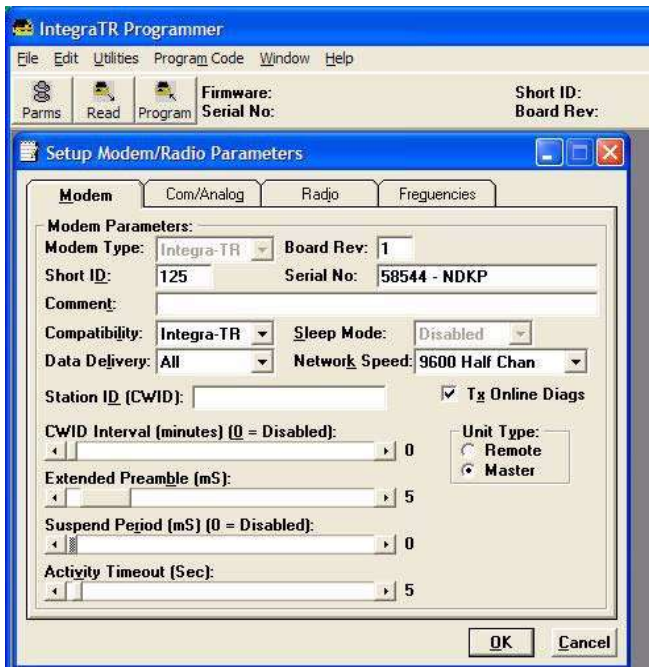 IntegraTR Programmer
File Edit Utilities Program Code Window Help
Parms Read Program
Firmware: Short ID:
Serial No: Board Rev:
Setup Modem/Radio Parameters
Modem Com/Analog Radio Freguencies
Modem Parameters:
Modem Type: Integra-TR Board Rev: 1
Short ID: 125 Serial No: 58544 - NDKP
Comment:
Compatibility: Integra-TR Sleep Mode: Disabled
Data Delivery: All Network Speed: 9600 Half Chan
Station ID (CWID): Tx Online Diags
CWID Interval (minutes) (0 = Disabled): Unit Type:
0 Remote
Extended Preamble (mS): Master
5
Suspend Period (mS) (0 = Disabled):
0
Activity Timeout (Sec):
5
OK Cancel